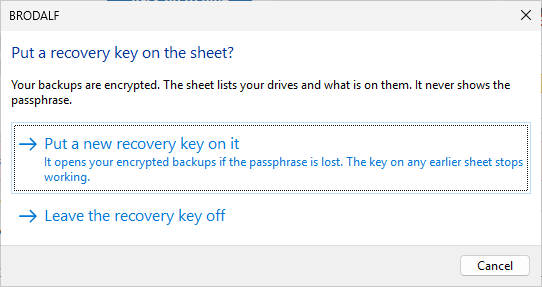 BRODALF
Put a recovery key on the sheet?
Your backups are encrypted. The sheet lists your drives and what is on them. It never shows the
passphrase.
Put a new recovery key on it
It opens your encrypted backups if the passphrase is lost. The key on any earlier sheet stops
working.
Leave the recovery key off
Cancel